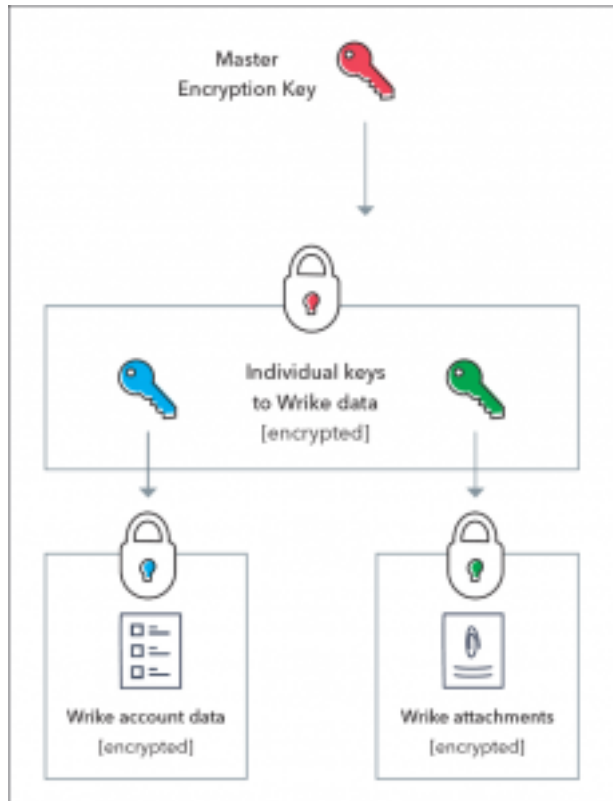 Master
Encryption Key
Individual keys
to Wrike data
[encrypted]
Wrike account data
[encrypted]
Wrike attachments
[encrypted]